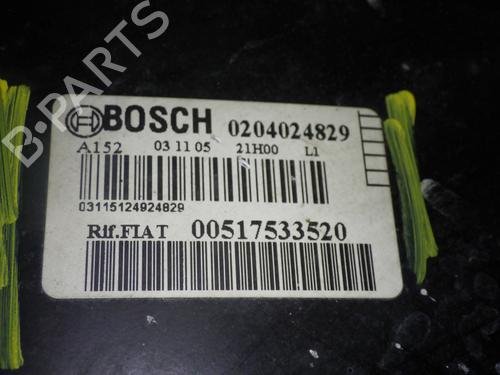 BOSCH 0204024829
A152 03 11 05 21H00 L1
03115124924829
Rif.FIAT 00517533520
B-PARTS